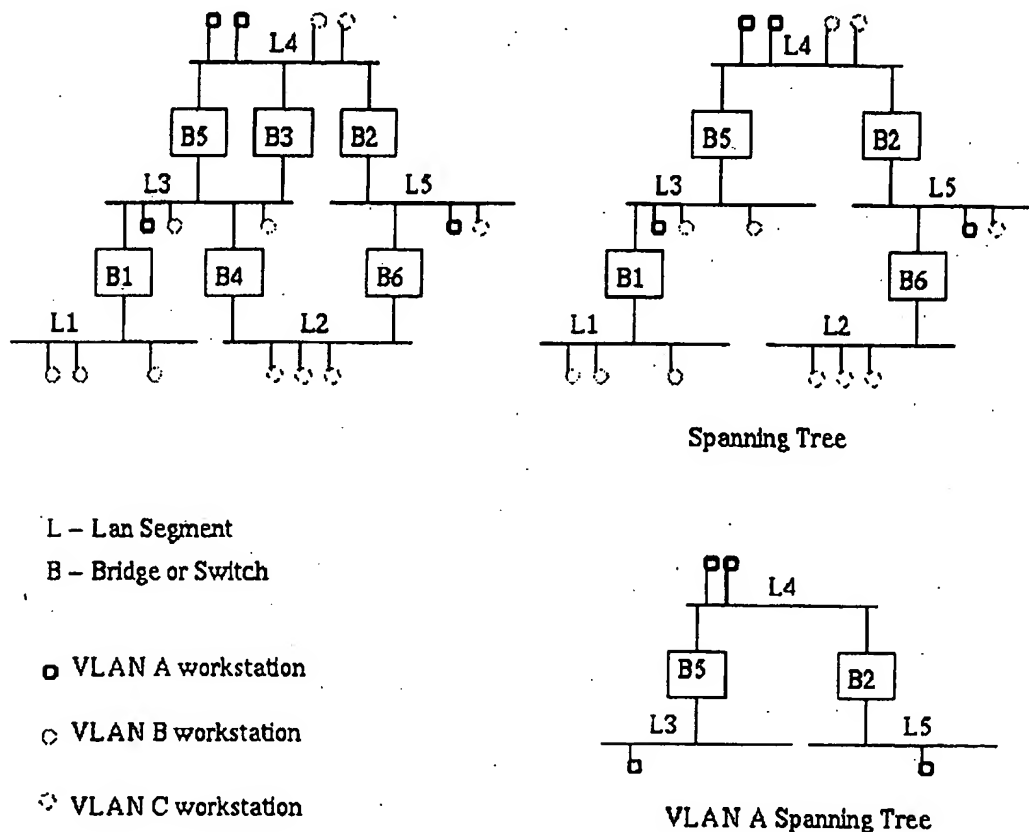 L4
B5 B3 B2
L3 L5
B1 B4 B6
L1 L2
L4
B5 B2
L3 L5
B1 B6
L1 L2
Spanning Tree
L – Lan Segment
B – Bridge or Switch
VLAN A workstation
VLAN B workstation
VLAN C workstation
L4
B5 B2
L3 L5
VLAN A Spanning Tree